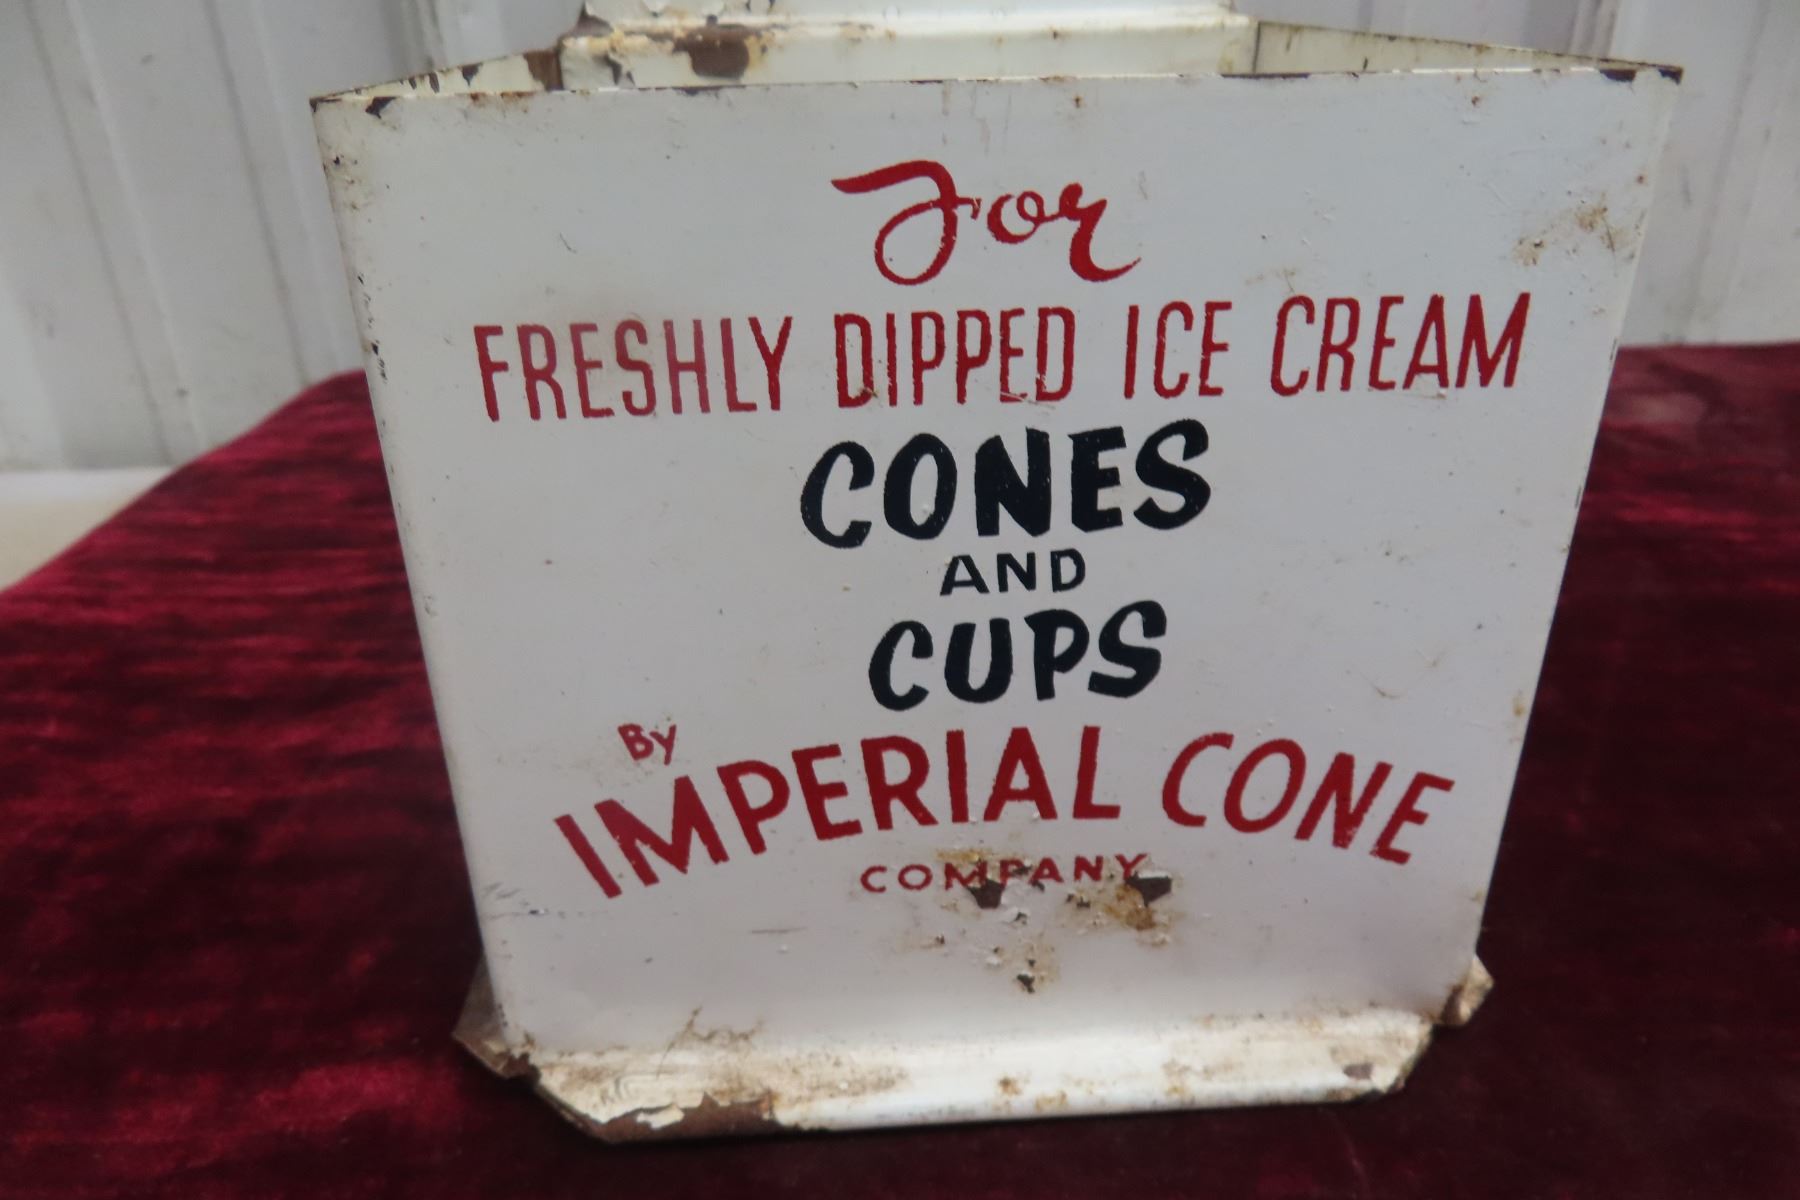 For
FRESHLY DIPPED ICE CREAM
CONES
AND
CUPS
By
IMPERIAL CONE
COMPANY